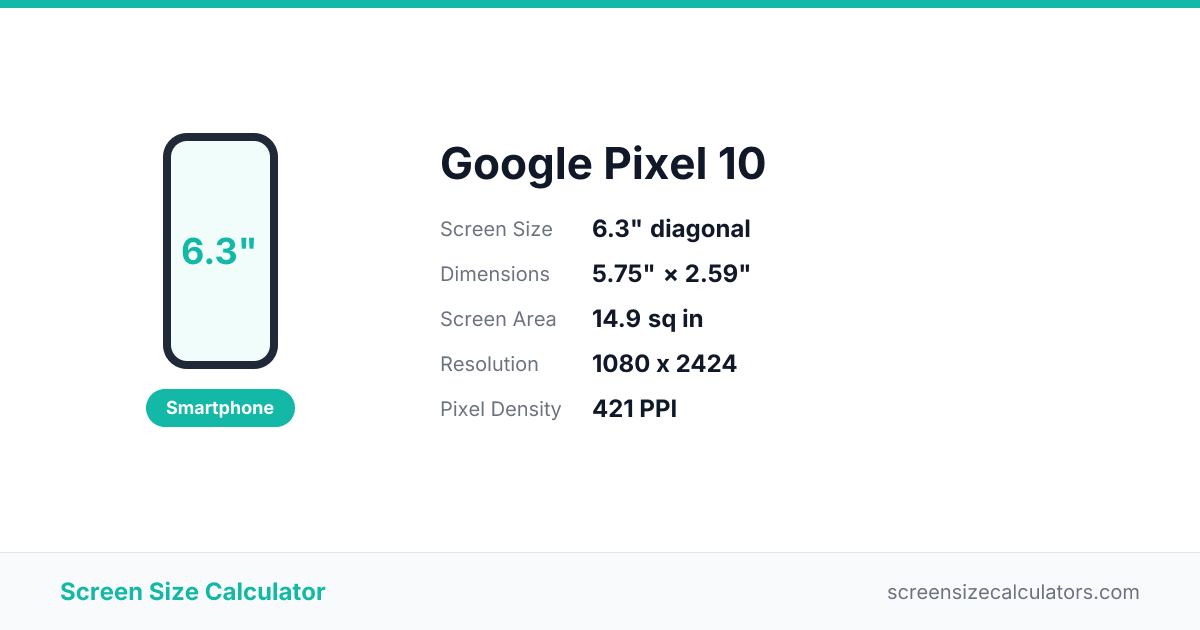 6.3"
Smartphone
Google Pixel 10
Screen Size 6.3" diagonal
Dimensions 5.75" × 2.59"
Screen Area 14.9 sq in
Resolution 1080 x 2424
Pixel Density 421 PPI
Screen Size Calculator
screensizecalculators.com